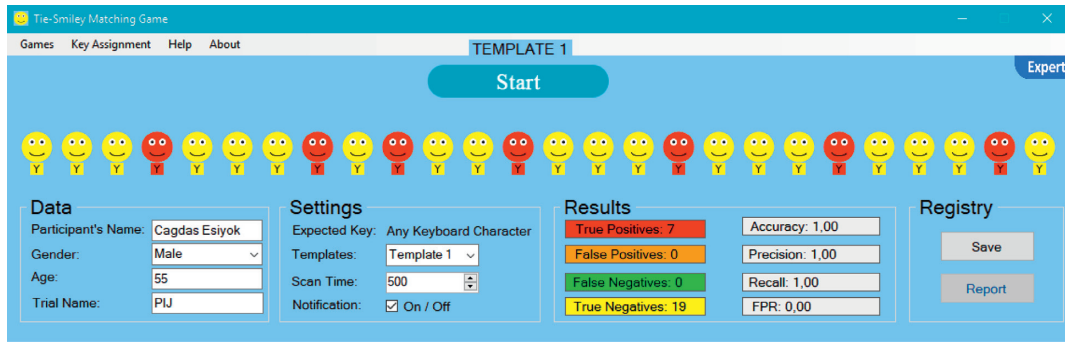 Tie-Smiley Matching Game
Games Key Assignment Help About
TEMPLATE 1
Start
Expert
Y Y Y Y Y Y Y Y Y Y Y Y Y Y Y Y Y Y Y Y Y Y Y Y Y Y
Data
Participant's Name: Cagdas Esiyok
Gender: Male
Age: 55
Trial Name: PIJ
Settings
Expected Key: Any Keyboard Character
Templates: Template 1
Scan Time: 500
Notification: On / Off
Results
True Positives: 7 Accuracy: 1,00
False Positives: 0 Precision: 1,00
False Negatives: 0 Recall: 1,00
True Negatives: 19 FPR: 0,00
Registry
Save
Report